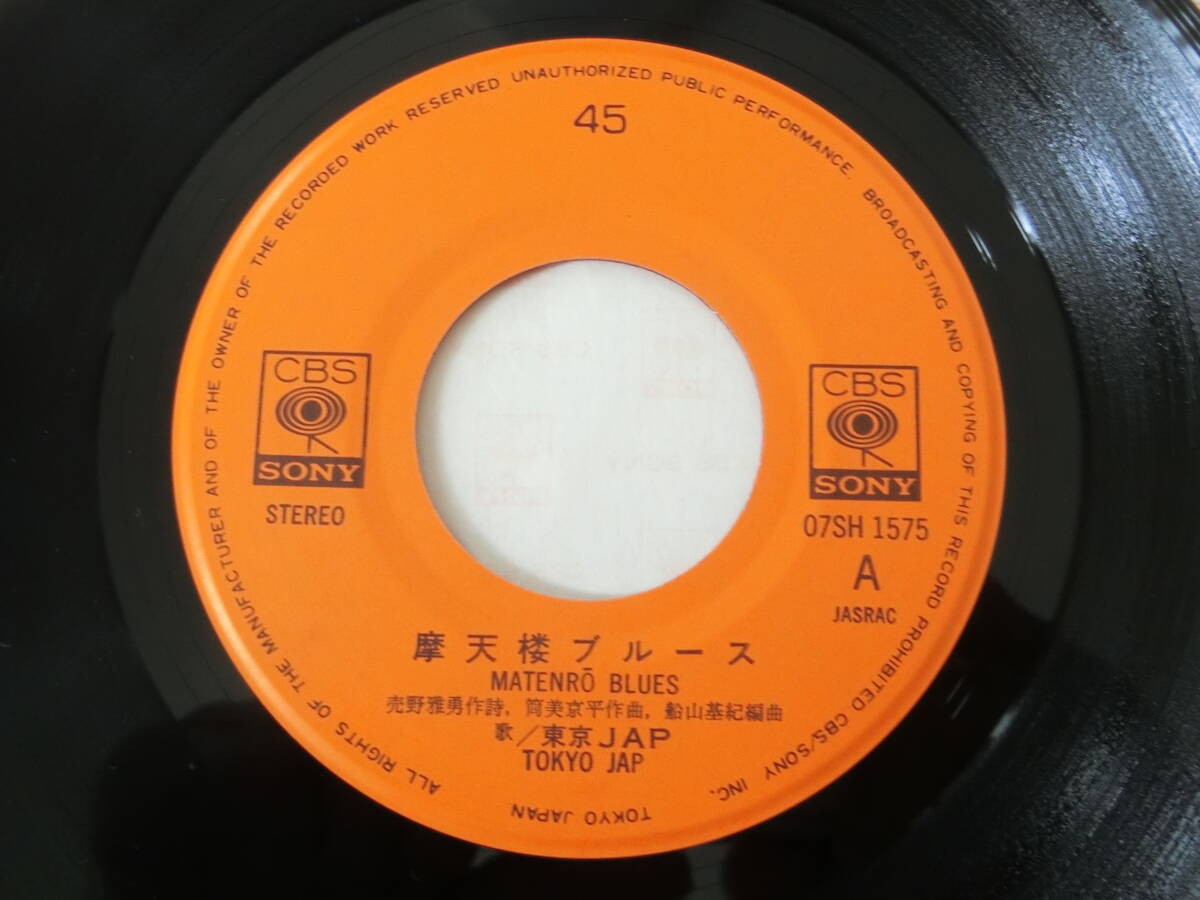 45
ALL RIGHTS OF THE MANUFACTURER AND OF THE OWNER OF THE RECORDED WORK RESERVED UNAUTHORIZED PUBLIC PERFORMANCE. BROADCASTING AND COPYING OF THIS RECORD PROHIBITED CBS/SONY INC.
TOKYO JAPAN
CBS
SONY
STEREO
CBS
SONY
07SH 1575
A
JASRAC
摩天楼ブルース
MATENRŌ BLUES
売野雅勇作詩, 筒美京平作曲, 船山基紀編曲
歌/東京JAP
TOKYO JAP